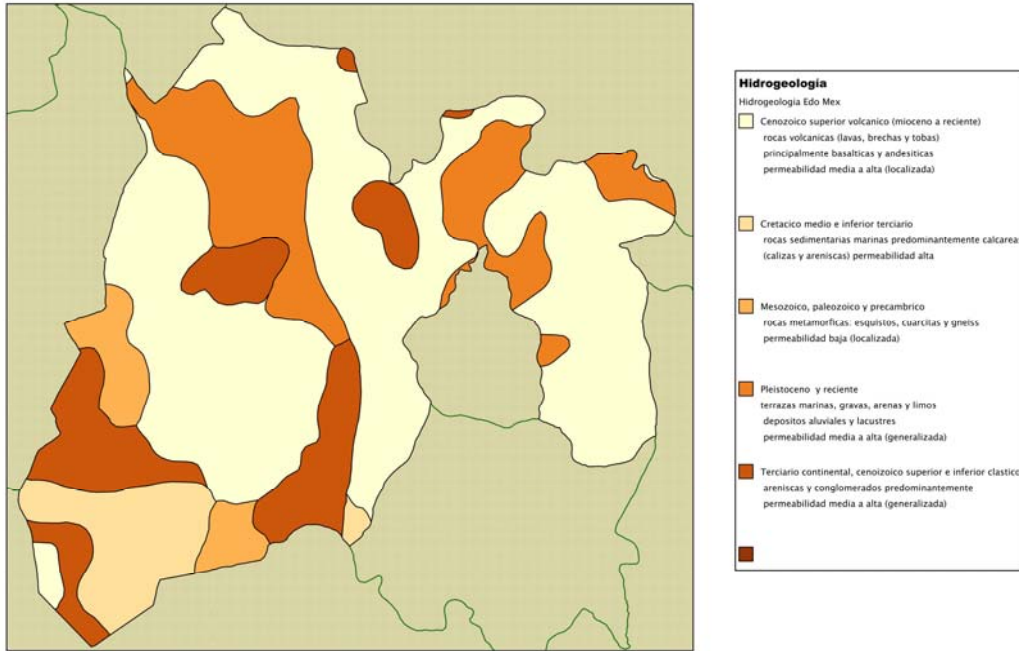 Hidrogeología
Hidrogeologia Edo Mex
Cenozoico superior volcanico (mioceno a reciente)
rocas volcanicas (lavas, brechas y tobas)
principalmente basalticas y andesiticas
permeabilidad media a alta (localizada)
Cretacico medio e inferior terciario
rocas sedimentarias marinas predominantemente calcareas
(calizas y areniscas) permeabilidad alta
Mesozoico, paleozoico y precambrico
rocas metamorficas: esquistos, cuarcitas y gneiss
permeabilidad baja (localizada)
Pleistoceno y reciente
terrazas marinas, gravas, arenas y limos
depositos aluviales y lacustres
permeabilidad media a alta (generalizada)
Terciario continental, cenoizoico superior e inferior clastico
areniscas y conglomerados predominantemente
permeabilidad media a alta (generalizada)